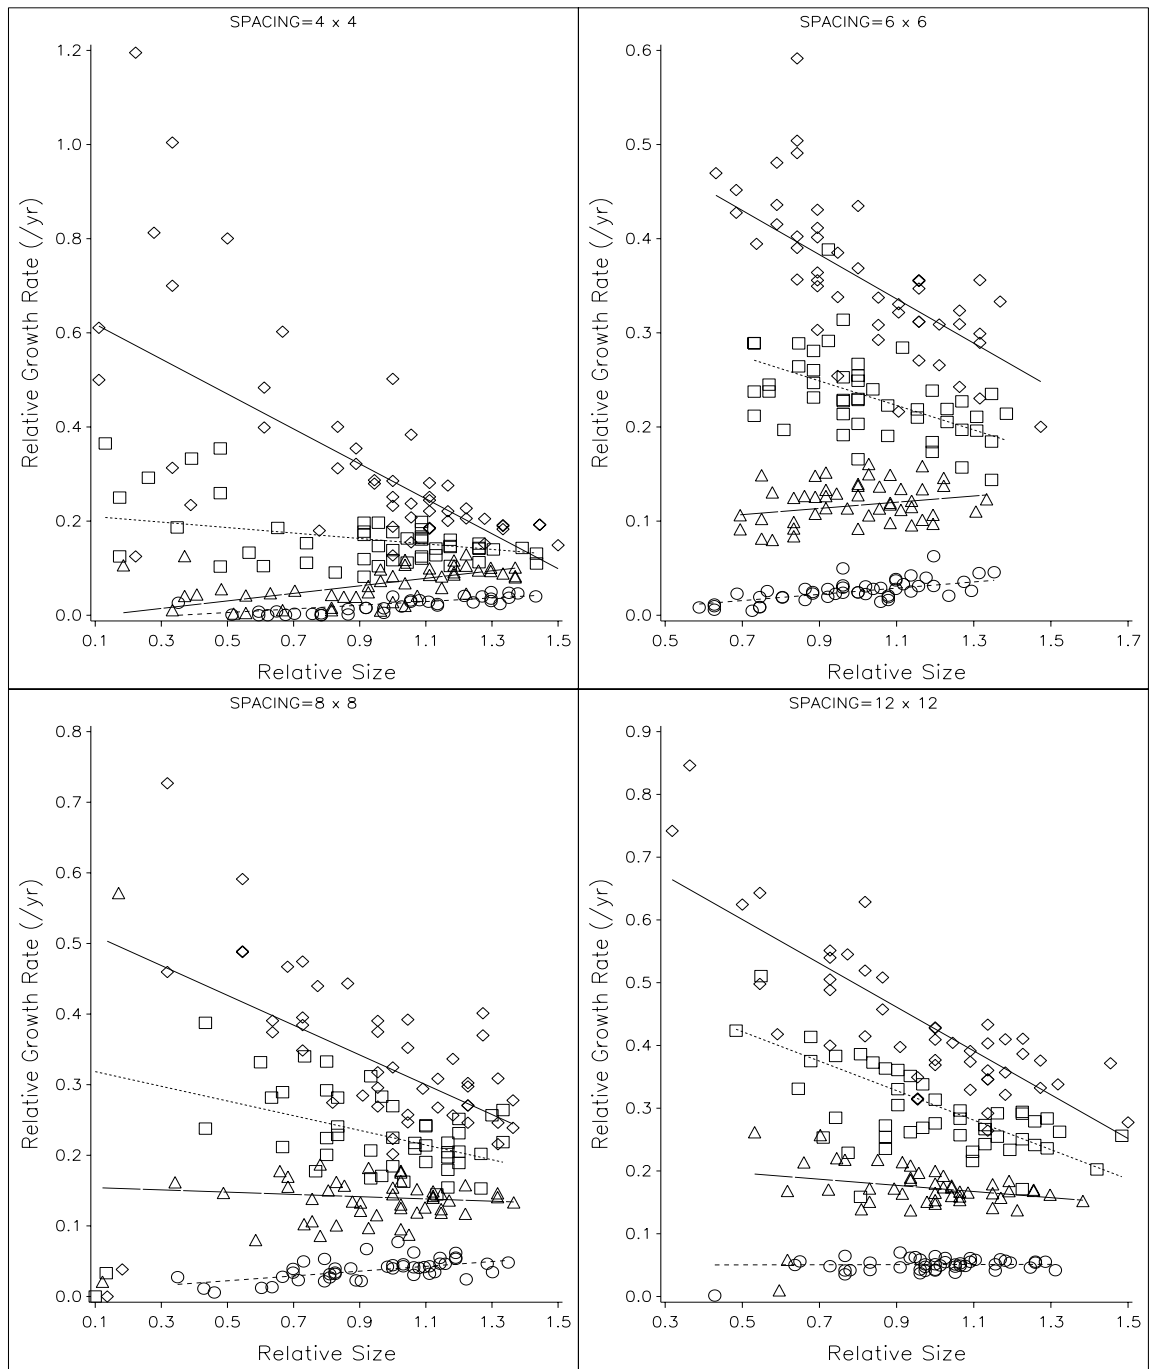 SPACING=4 x 4
Relative Growth Rate (/yr)
1.2
1.0
0.8
0.6
0.4
0.2
0.0
0.1 0.3 0.5 0.7 0.9 1.1 1.3 1.5
Relative Size
SPACING=6 x 6
Relative Growth Rate (/yr)
0.6
0.5
0.4
0.3
0.2
0.1
0.0
0.5 0.7 0.9 1.1 1.3 1.5 1.7
Relative Size
SPACING=8 x 8
Relative Growth Rate (/yr)
0.8
0.7
0.6
0.5
0.4
0.3
0.2
0.1
0.0
0.1 0.3 0.5 0.7 0.9 1.1 1.3 1.5
Relative Size
SPACING=12 x 12
Relative Growth Rate (/yr)
0.9
0.8
0.7
0.6
0.5
0.4
0.3
0.2
0.1
0.0
0.3 0.5 0.7 0.9 1.1 1.3 1.5
Relative Size